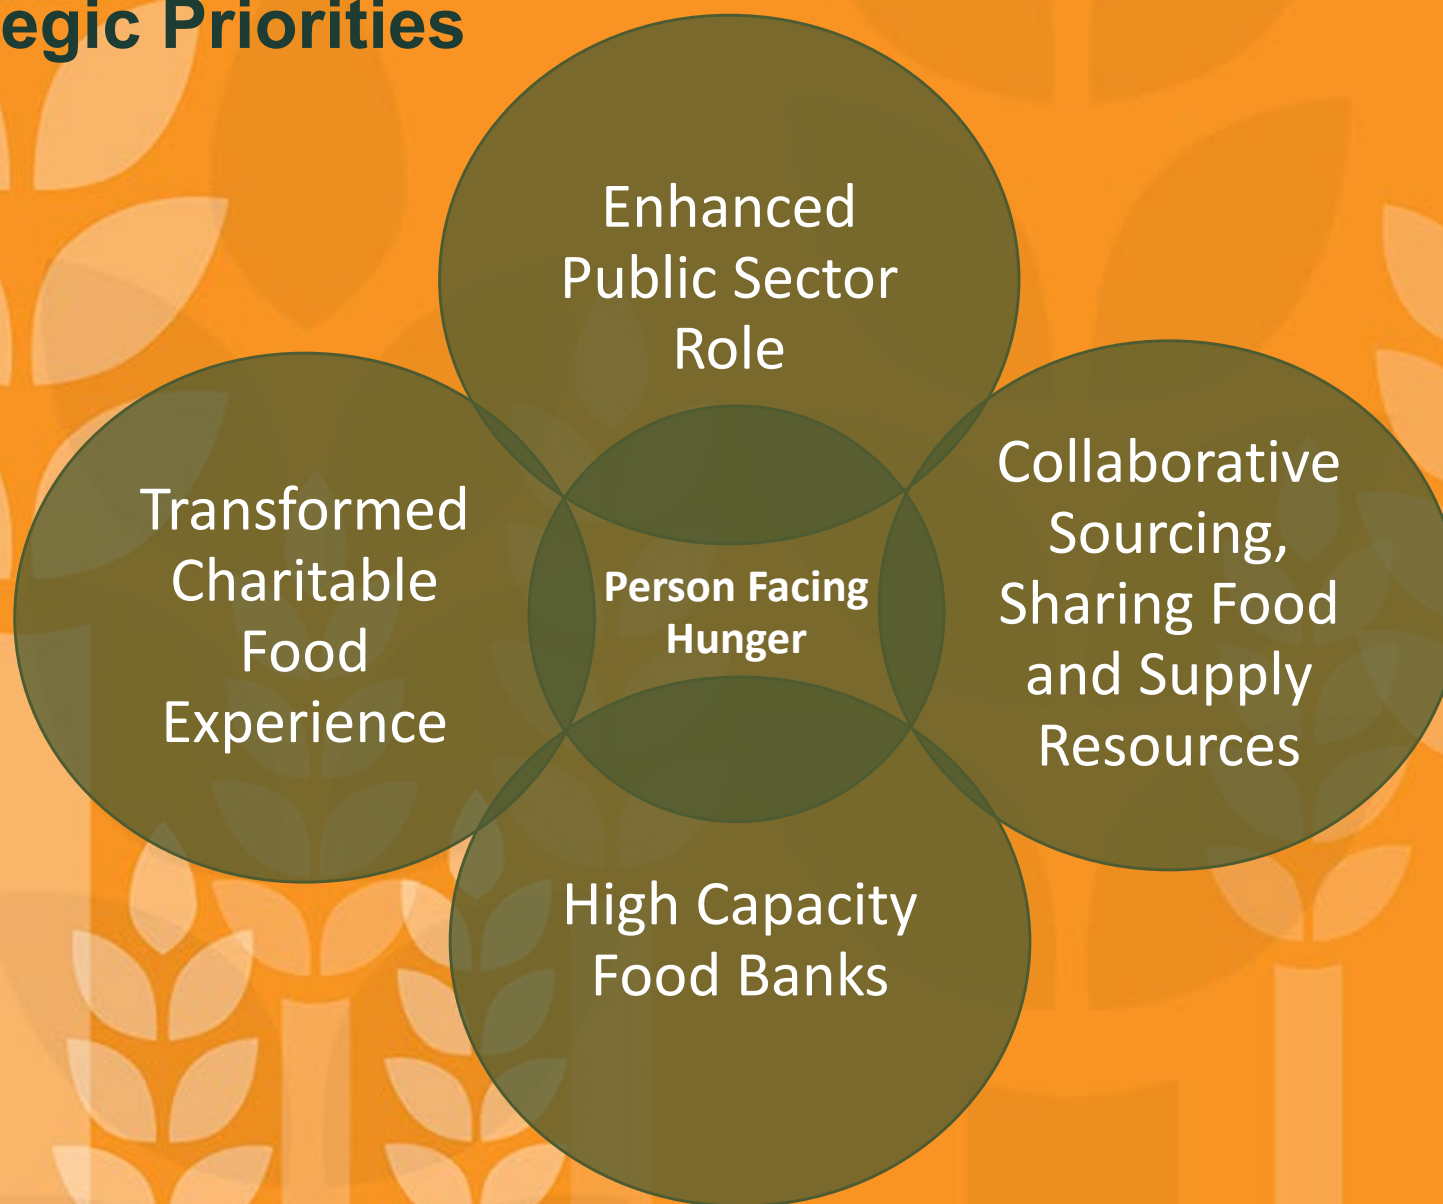 egic Priorities
Enhanced
Public Sector
Role
Transformed
Charitable
Food
Experience
Person Facing
Hunger
Collaborative
Sourcing,
Sharing Food
and Supply
Resources
High Capacity
Food Banks